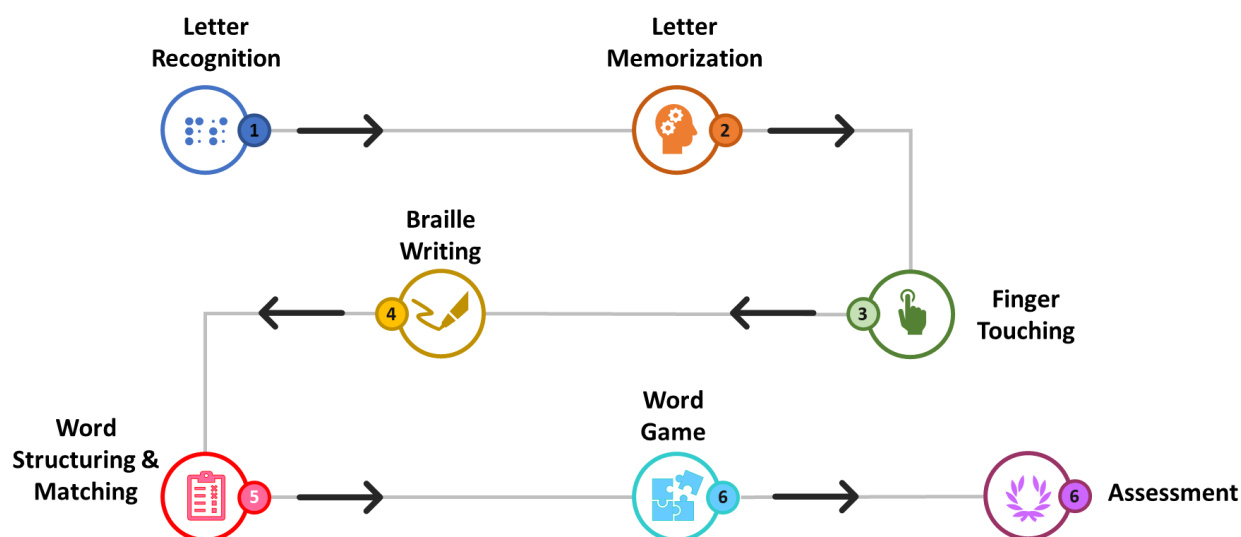 Letter
Recognition
1
Letter
Memorization
2
Finger
Touching
3
Braille
Writing
4
Word
Structuring &
Matching
5
Word
Game
6
Assessment
6